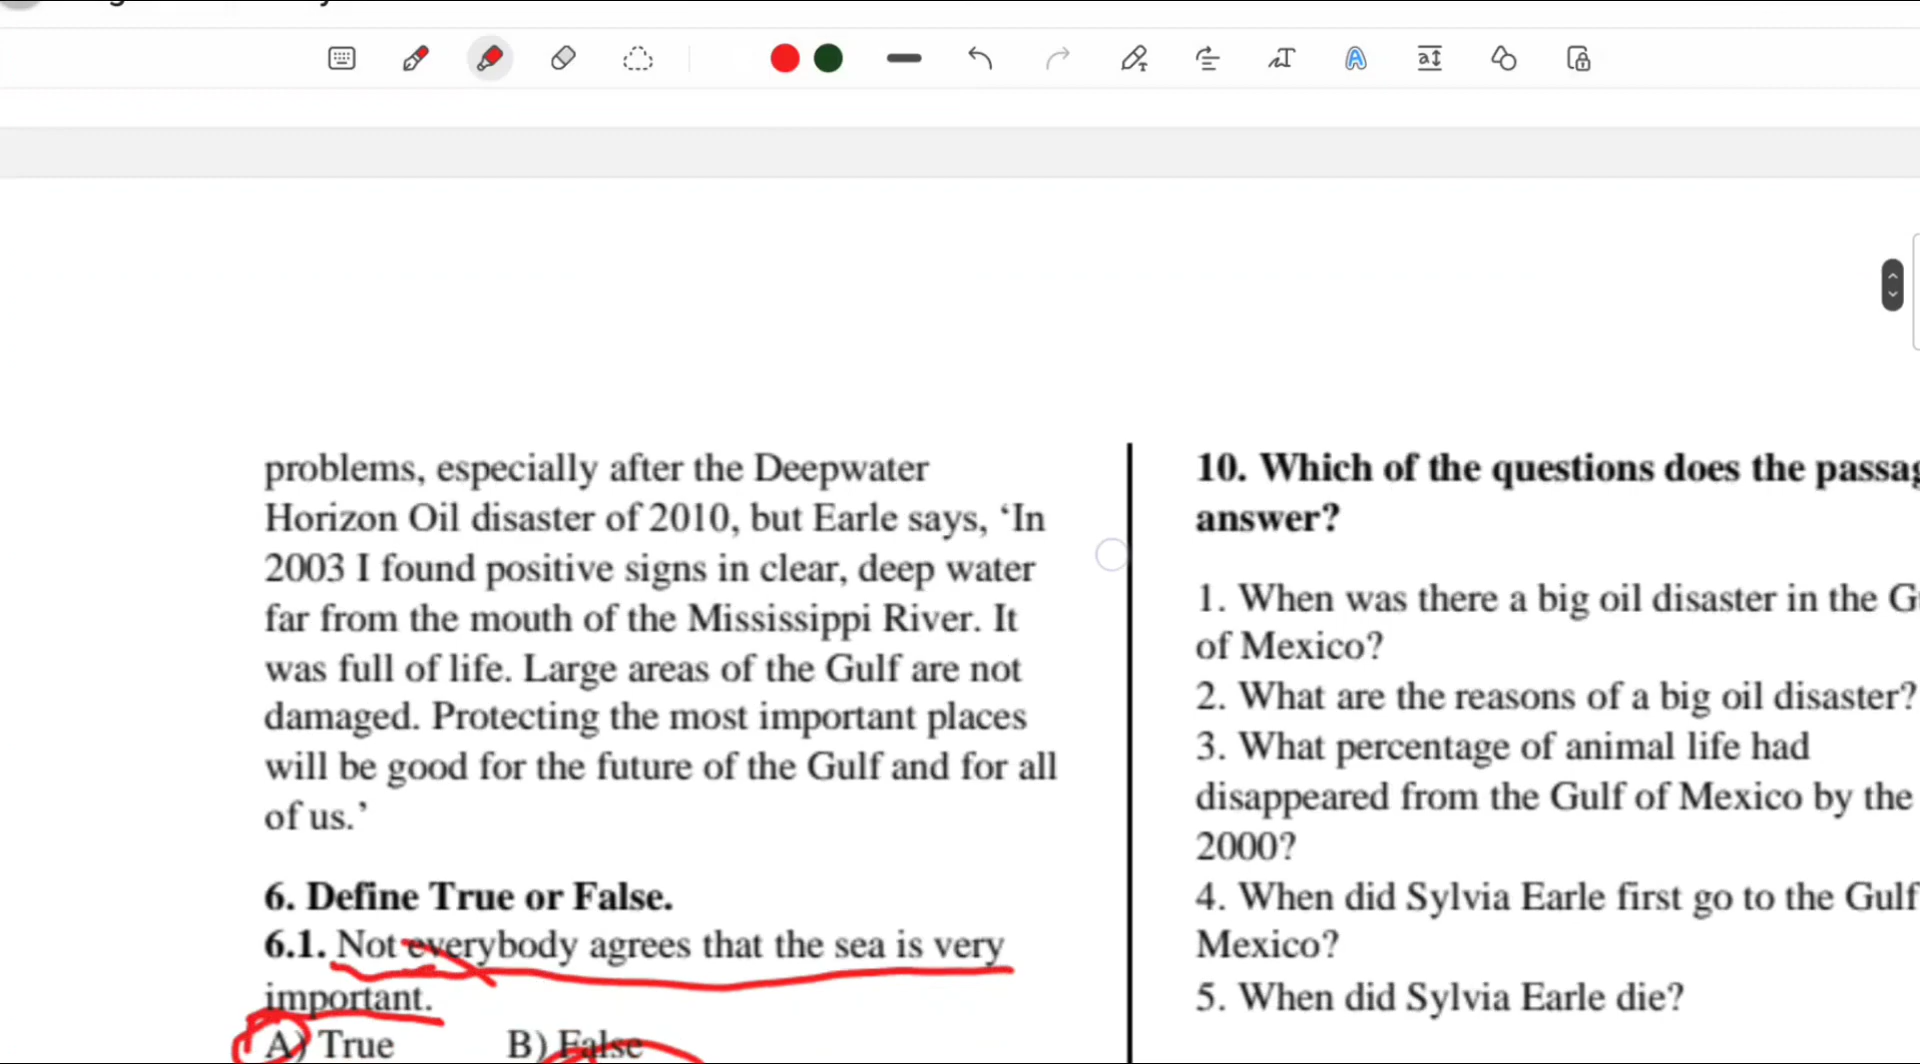 problems, especially after the Deepwater
Horizon Oil disaster of 2010, but Earle says, ‘In
2003 I found positive signs in clear, deep water
far from the mouth of the Mississippi River. It
was full of life. Large areas of the Gulf are not
damaged. Protecting the most important places
will be good for the future of the Gulf and for all
of us.’
6. Define True or False.
6.1. Not everybody agrees that the sea is very
important.
A) True B) False
10. Which of the questions does the passag
answer?
1. When was there a big oil disaster in the G
of Mexico?
2. What are the reasons of a big oil disaster?
3. What percentage of animal life had
disappeared from the Gulf of Mexico by the
2000?
4. When did Sylvia Earle first go to the Gulf
Mexico?
5. When did Sylvia Earle die?